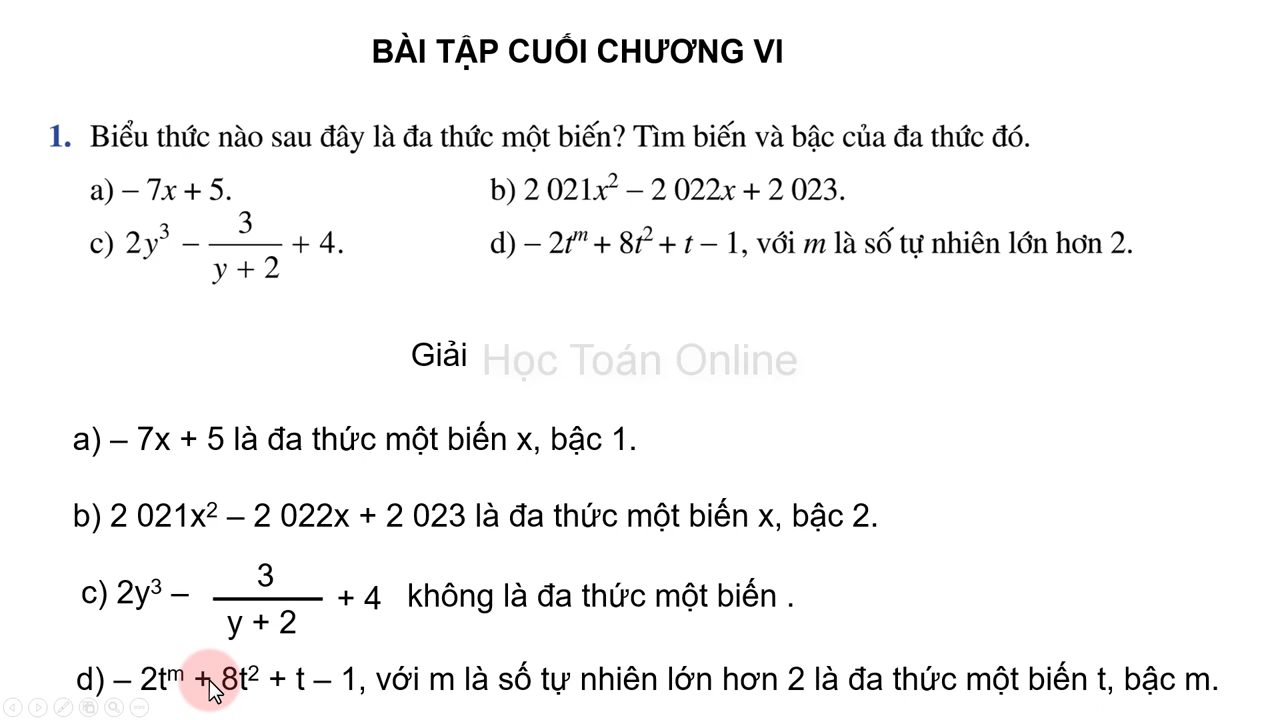 BÀI TẬP CUỐI CHƯƠNG VI
1. Biểu thức nào sau đây là đa thức một biến? Tìm biến và bậc của đa thức đó.
a) – 7x + 5. b) 2 021x² – 2 022x + 2 023.
c) 2y³ – 3/(y + 2) + 4. d) – 2tᵐ + 8t² + t – 1, với m là số tự nhiên lớn hơn 2.
Giải Học Toán Online
a) – 7x + 5 là đa thức một biến x, bậc 1.
b) 2 021x² – 2 022x + 2 023 là đa thức một biến x, bậc 2.
c) 2y³ – 3/(y + 2) + 4 không là đa thức một biến .
d) – 2tᵐ + 8t² + t – 1, với m là số tự nhiên lớn hơn 2 là đa thức một biến t, bậc m.